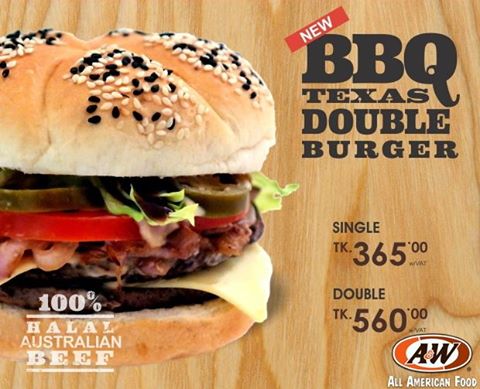 NEW
BBQ
TEXAS
DOUBLE
BURGER
SINGLE
TK. 365.00
w/VAT
DOUBLE
TK. 560.00
w/VAT
100%
HALAL
AUSTRALIAN
BEEF
A&W
ALL AMERICAN FOOD